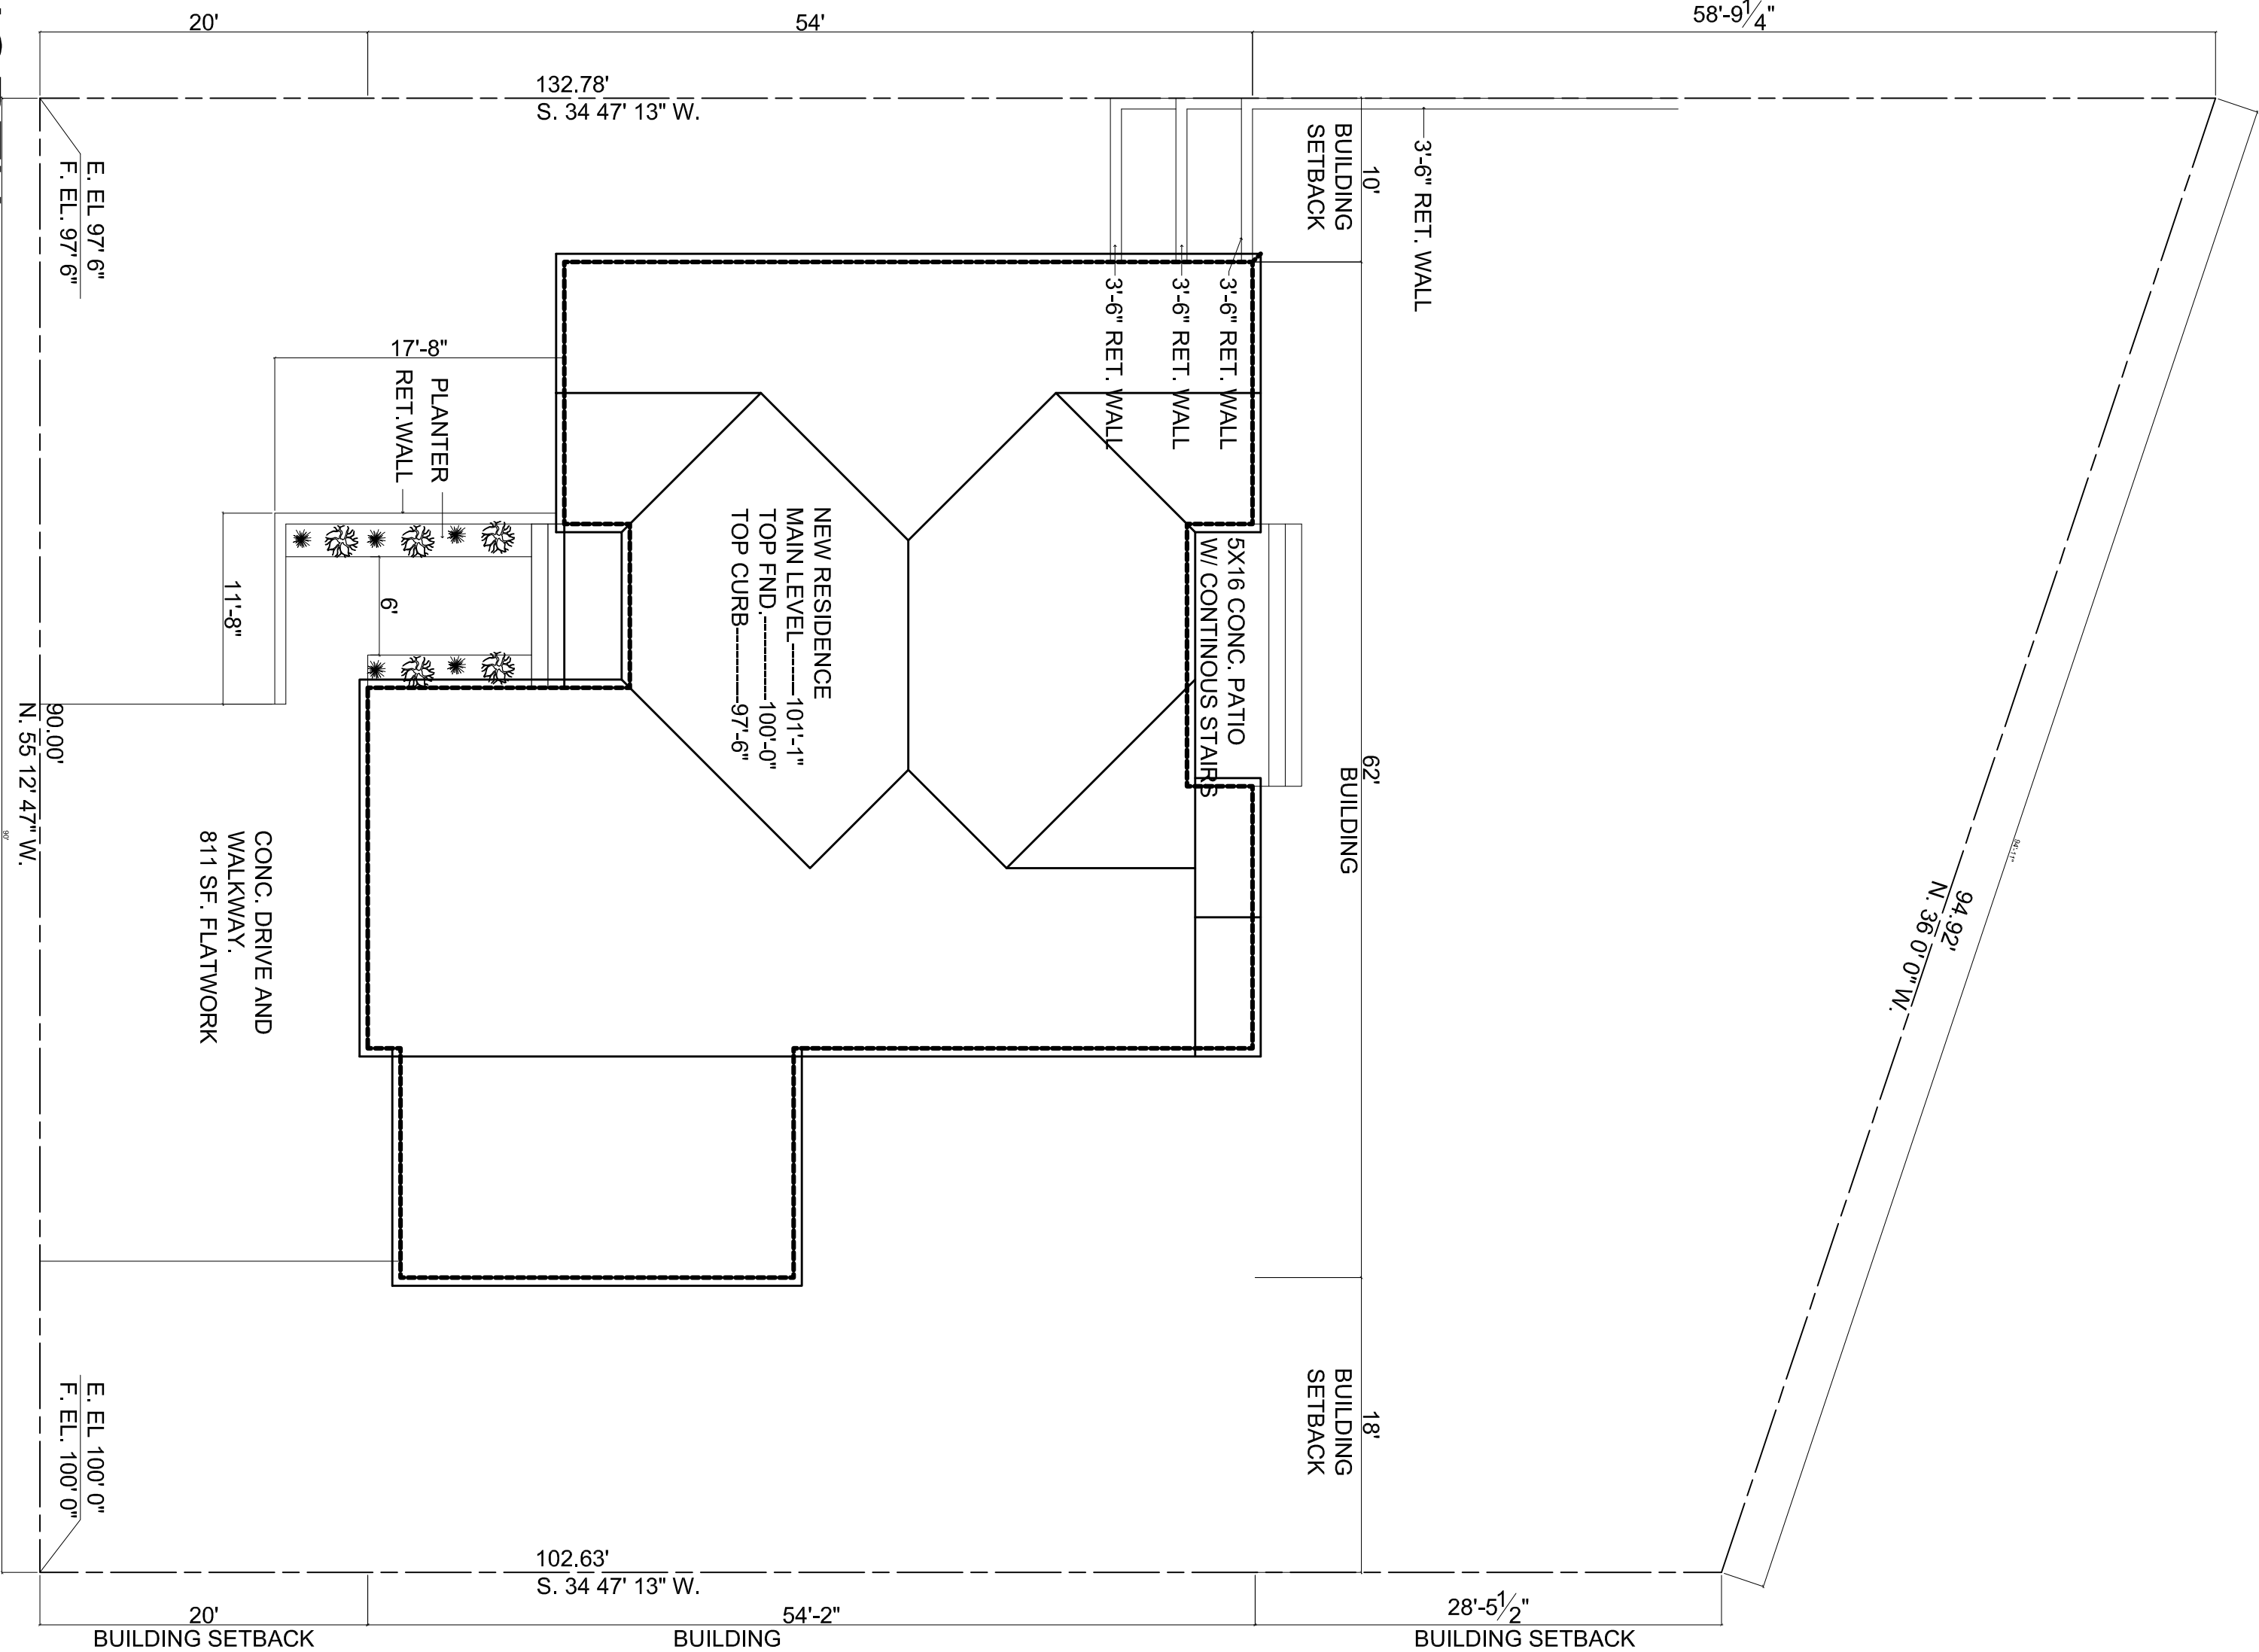 20'
54'
58'-9 1/4"
132.78'
S. 34 47' 13" W.
E. EL 97' 6"
F. EL. 97' 6"
BUILDING
SETBACK
10'
3'-6" RET. WALL
3'-6" RET. WALL
3'-6" RET. WALL
3'-6" RET. WALL
17'-8"
PLANTER
RET.WALL
11'-8"
6'
NEW RESIDENCE
MAIN LEVEL--------101'-1"
TOP FND.------------100'-0"
TOP CURB-----------97'-6"
5X16 CONC. PATIO
W/ CONTINOUS STAIRS
62'
BUILDING
90.00'
N. 55 12' 47" W.
90'
CONC. DRIVE AND
WALKWAY.
811 SF. FLATWORK
94'-11"
94.92'
N. 36 0' 0" W.
E. EL 100' 0"
F. EL. 100' 0"
18'
BUILDING
SETBACK
102.63'
S. 34 47' 13" W.
20'
BUILDING SETBACK
54'-2"
BUILDING
28'-5 1/2"
BUILDING SETBACK